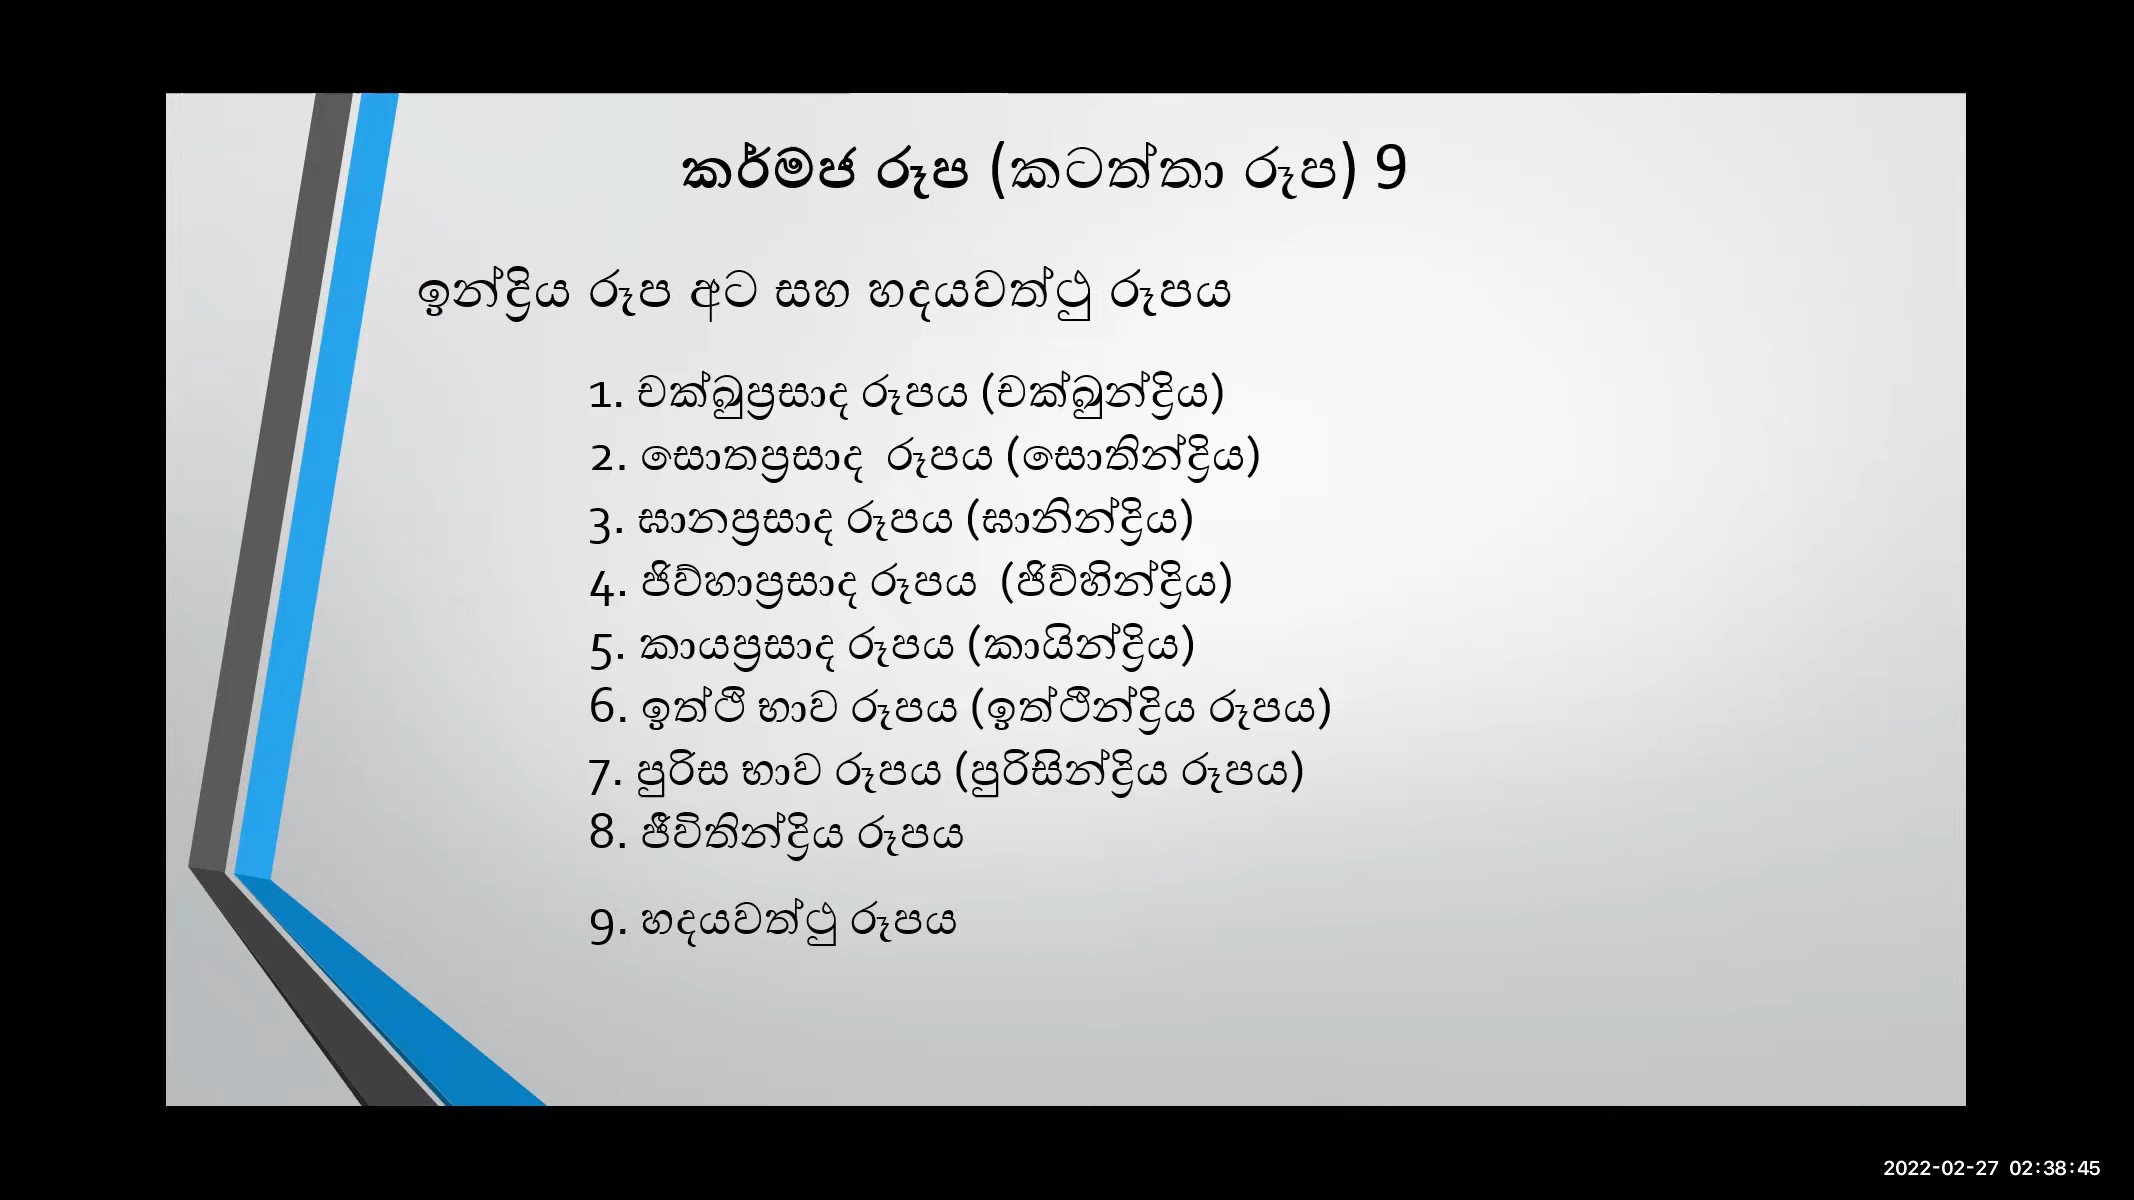 කර්මජ රූප (කටත්තා රූප) 9
ඉන්ද්‍රිය රූප අට සහ හදයවත්ථු රූපය
1. චක්ඛුප්‍රසාද රූපය (චක්ඛුන්ද්‍රිය)
2. සොතප්‍රසාද රූපය (සොතින්ද්‍රිය)
3. ඝානප්‍රසාද රූපය (ඝානින්ද්‍රිය)
4. ජිව්හාප්‍රසාද රූපය (ජිව්හින්ද්‍රිය)
5. කායප්‍රසාද රූපය (කායින්ද්‍රිය)
6. ඉත්ථි භාව රූපය (ඉත්ථින්ද්‍රිය රූපය)
7. පුරිස භාව රූපය (පුරිසින්ද්‍රිය රූපය)
8. ජීවිතින්ද්‍රිය රූපය
9. හදයවත්ථු රූපය
2022-02-27 02:38:45